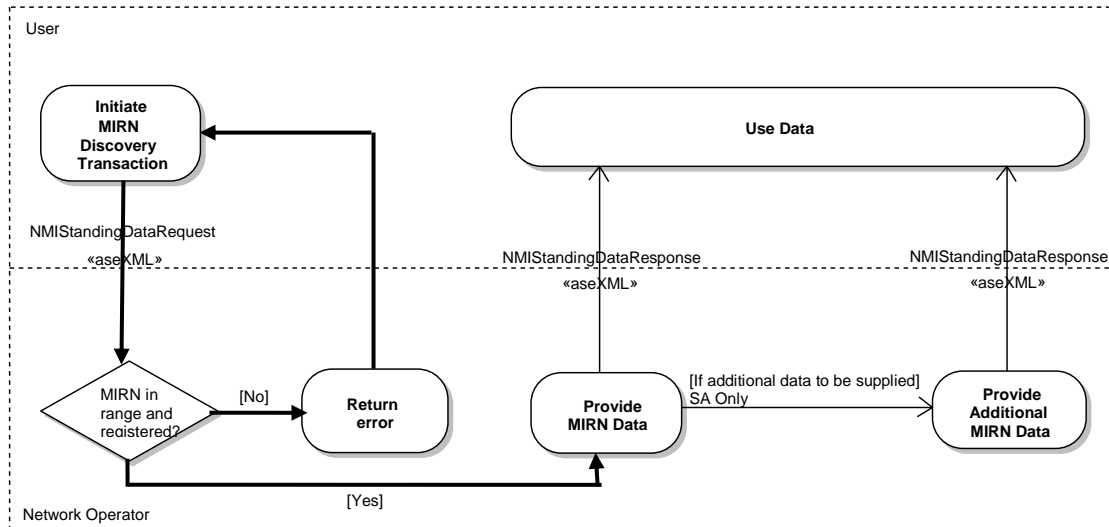 User
Initiate
MIRN
Discovery
Transaction
Use Data
NMIStandingDataRequest
«aseXML»
NMIStandingDataResponse
«aseXML»
NMIStandingDataResponse
«aseXML»
MIRN in
range and
registered?
[No]
Return
error
Provide
MIRN Data
[If additional data to be supplied]
SA Only
Provide
Additional
MIRN Data
[Yes]
Network Operator